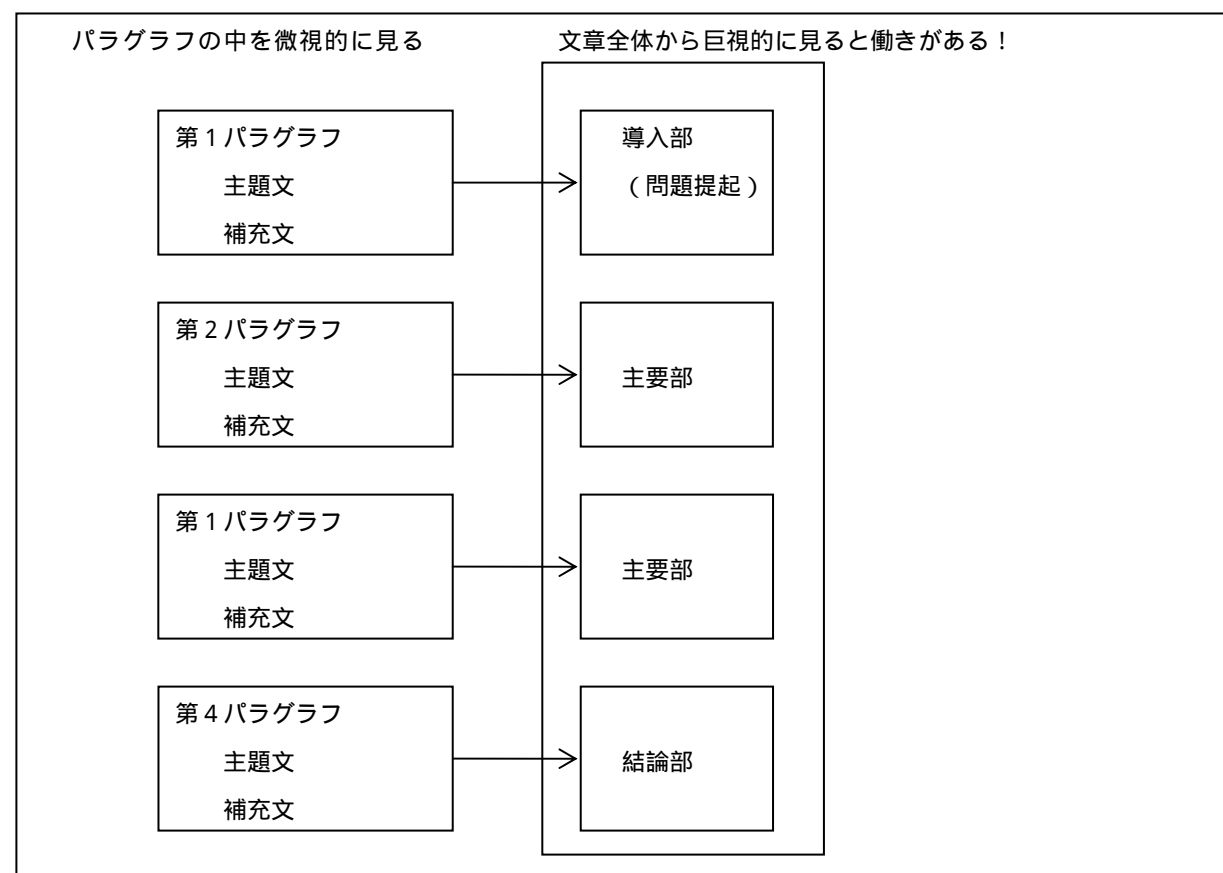 パラグラフの中を微視的に見る
文章全体から巨視的に見ると働きがある！
第１パラグラフ
主題文
補充文
導入部
（問題提起）
第２パラグラフ
主題文
補充文
主要部
第１パラグラフ
主題文
補充文
主要部
第４パラグラフ
主題文
補充文
結論部